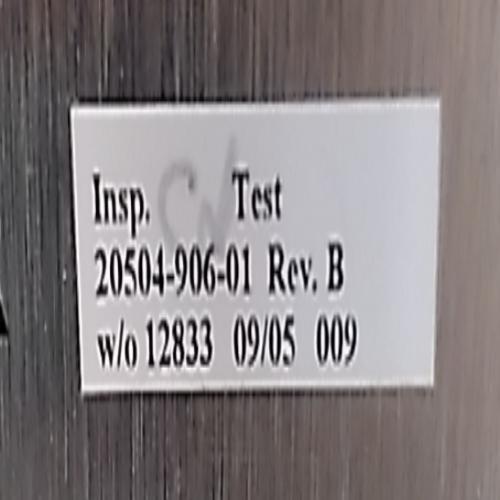 Insp. Test
20504-906-01 Rev. B
w/o 12833 09/05 009